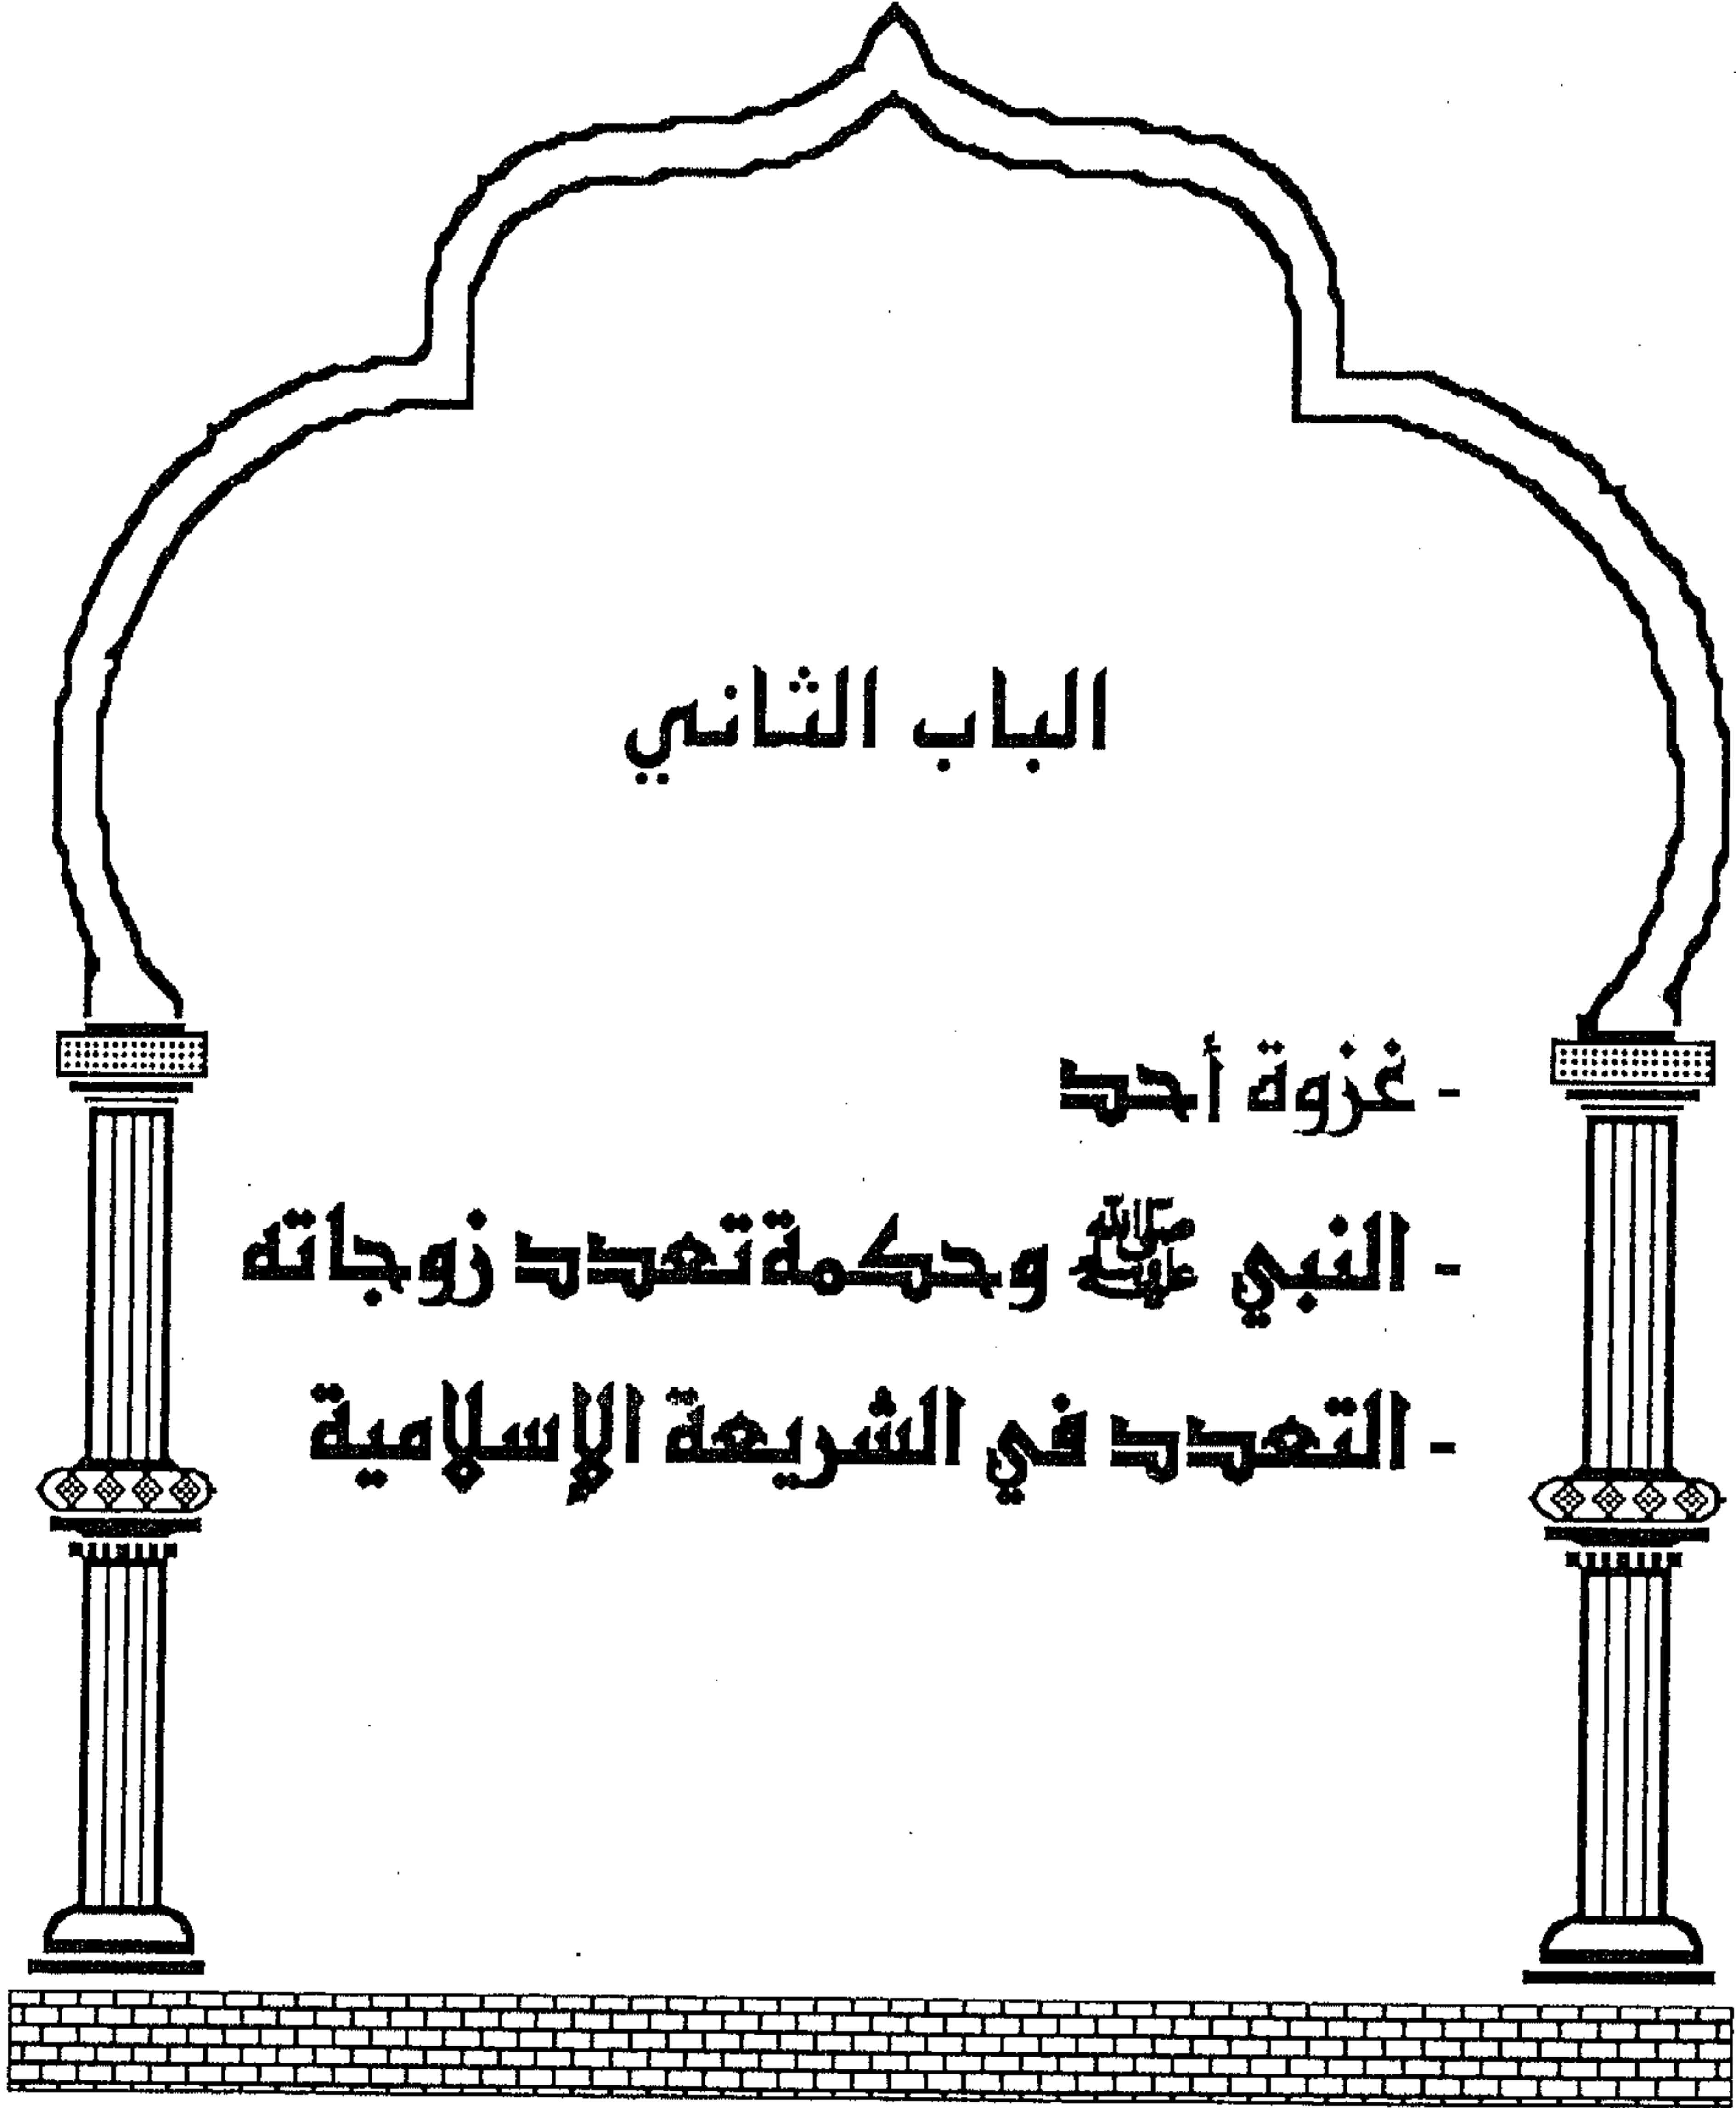 الباب الثاني
- غزوة أحد
- النبي ﷺ وحكمة تعدد زوجاته
- التعدد في الشريعة الإسلامية